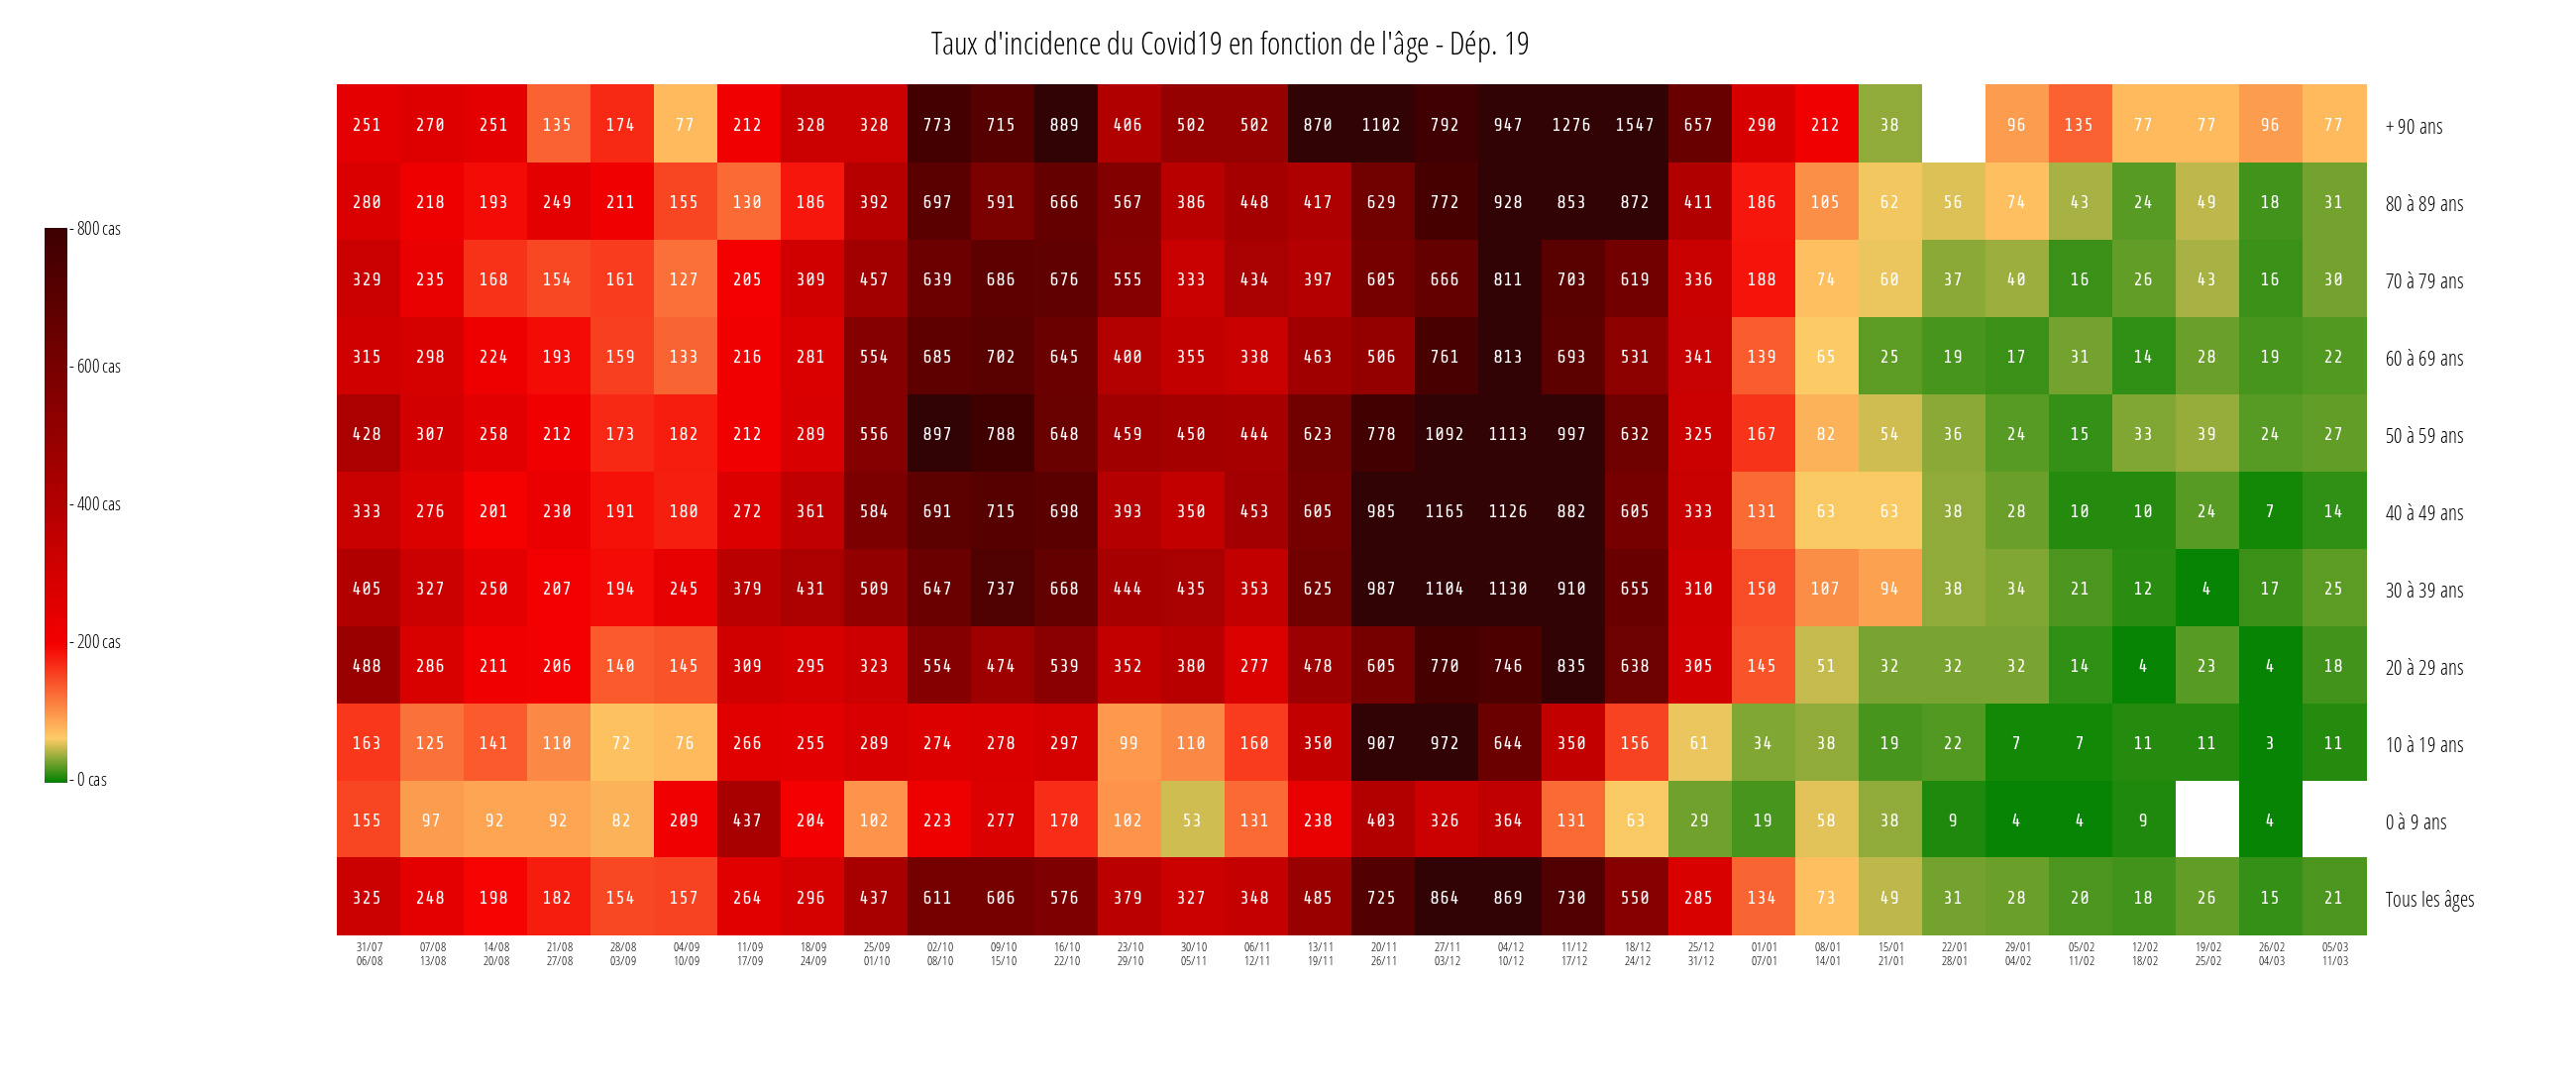 Taux d'incidence du Covid19 en fonction de l'âge - Dép. 19
- 800 cas
- 600 cas
- 400 cas
- 200 cas
- 0 cas
251 270 251 135 174 77 212 328 328 773 715 889 406 502 502 870 1102 792 947 1276 1547 657 290 212 38 96 135 77 77 96 77 + 90 ans
280 218 193 249 211 155 130 186 392 697 591 666 567 386 448 417 629 772 928 853 872 411 186 105 62 56 74 43 24 49 18 31 80 à 89 ans
329 235 168 154 161 127 205 309 457 639 686 676 555 333 434 397 605 666 811 703 619 336 188 74 60 37 40 16 26 43 16 30 70 à 79 ans
315 298 224 193 159 133 216 281 554 685 702 645 400 355 338 463 506 761 813 693 531 341 139 65 25 19 17 31 14 28 19 22 60 à 69 ans
428 307 258 212 173 182 212 289 556 897 788 648 459 450 444 623 778 1092 1113 997 632 325 167 82 54 36 24 15 33 39 24 27 50 à 59 ans
333 276 201 230 191 180 272 361 584 691 715 698 393 350 453 605 985 1165 1126 882 605 333 131 63 63 38 28 10 10 24 7 14 40 à 49 ans
405 327 250 207 194 245 379 431 509 647 737 668 444 435 353 625 987 1104 1130 910 655 310 150 107 94 38 34 21 12 4 17 25 30 à 39 ans
488 286 211 206 140 145 309 295 323 554 474 539 352 380 277 478 605 770 746 835 638 305 145 51 32 32 32 14 4 23 4 18 20 à 29 ans
163 125 141 110 72 76 266 255 289 274 278 297 99 110 160 350 907 972 644 350 156 61 34 38 19 22 7 7 11 11 3 11 10 à 19 ans
155 97 92 92 82 209 437 204 102 223 277 170 102 53 131 238 403 326 364 131 63 29 19 58 38 9 4 4 9 4 0 à 9 ans
325 248 198 182 154 157 264 296 437 611 606 576 379 327 348 485 725 864 869 730 550 285 134 73 49 31 28 20 18 26 15 21 Tous les âges
31/07 07/08 14/08 21/08 28/08 04/09 11/09 18/09 25/09 02/10 09/10 16/10 23/10 30/10 06/11 13/11 20/11 27/11 04/12 11/12 18/12 25/12 01/01 08/01 15/01 22/01 29/01 05/02 12/02 19/02 26/02 05/03
06/08 13/08 20/08 27/08 03/09 10/09 17/09 24/09 01/10 08/10 15/10 22/10 29/10 05/11 12/11 19/11 26/11 03/12 10/12 17/12 24/12 31/12 07/01 14/01 21/01 28/01 04/02 11/02 18/02 25/02 04/03 11/03